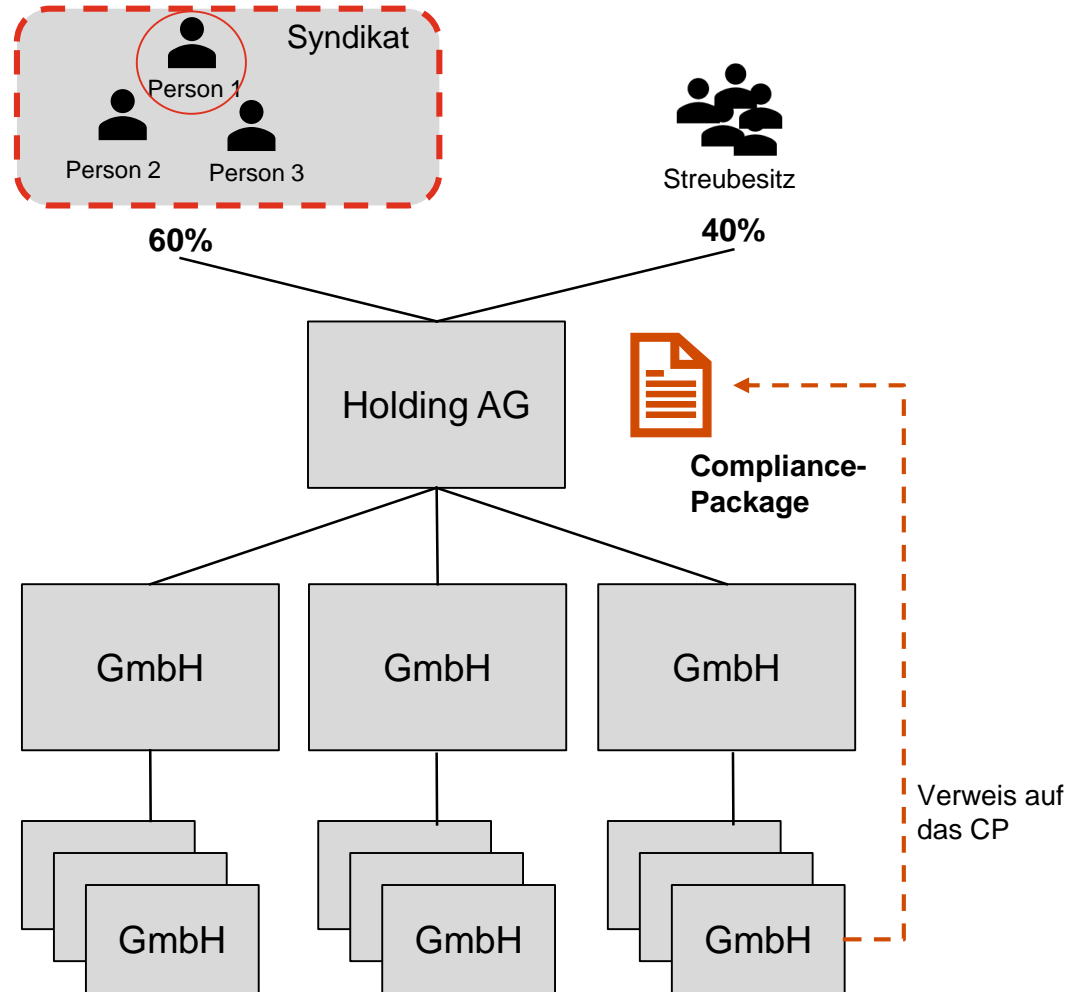 Syndikat
Person 1
Person 2
Person 3
Streubesitz
60%
40%
Holding AG
Compliance-
Package
GmbH
GmbH
GmbH
Verweis auf
das CP
GmbH
GmbH
GmbH